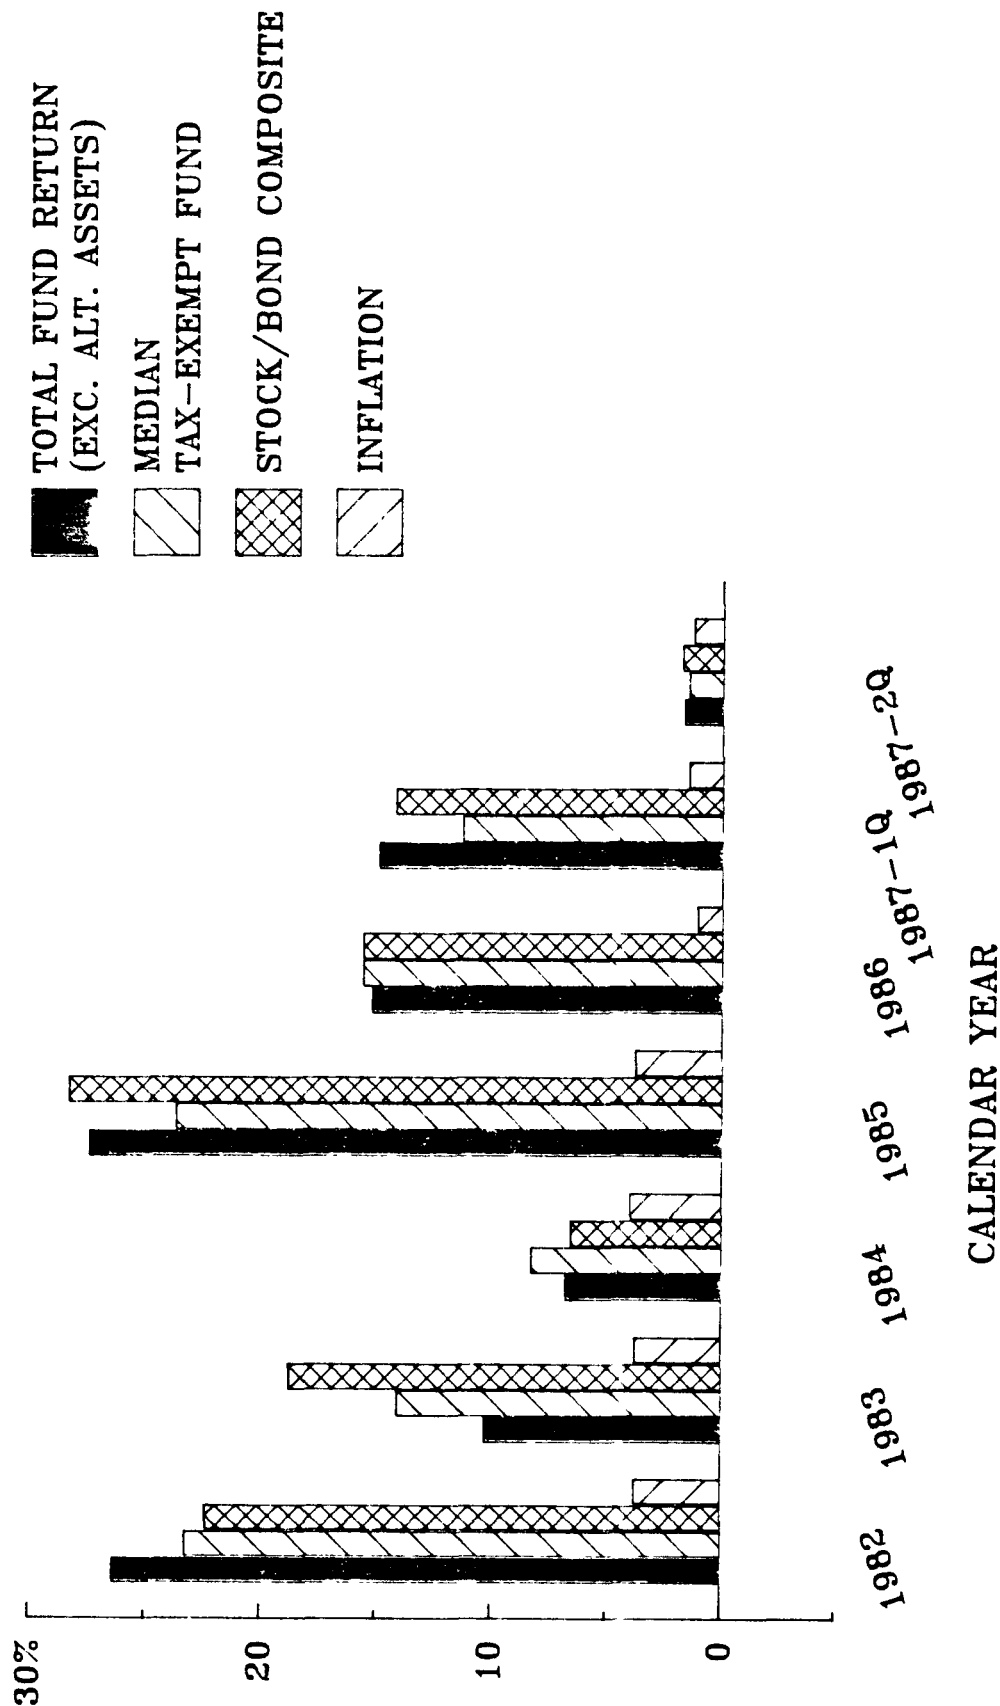 TOTAL FUND RETURN
(EXC. ALT. ASSETS)
MEDIAN
TAX-EXEMPT FUND
STOCK/BOND COMPOSITE
INFLATION
30%
20
10
0
1982
1983
1984
1985
1986
1987-1Q
1987-2Q
CALENDAR YEAR